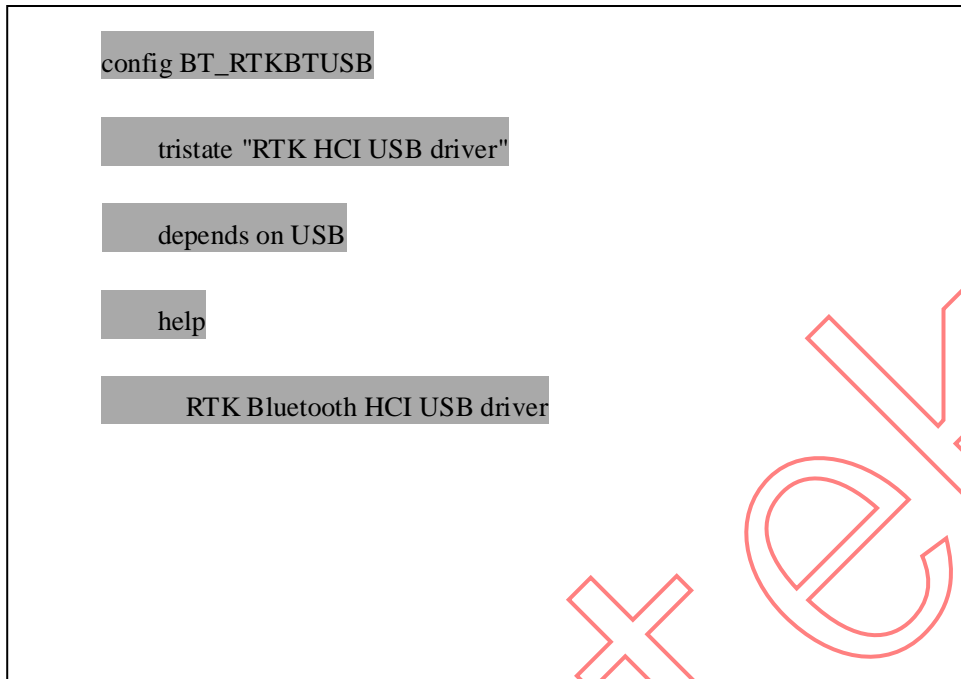 config BT_RTKBTUSB
tristate "RTK HCI USB driver"
depends on USB
help
RTK Bluetooth HCI USB driver